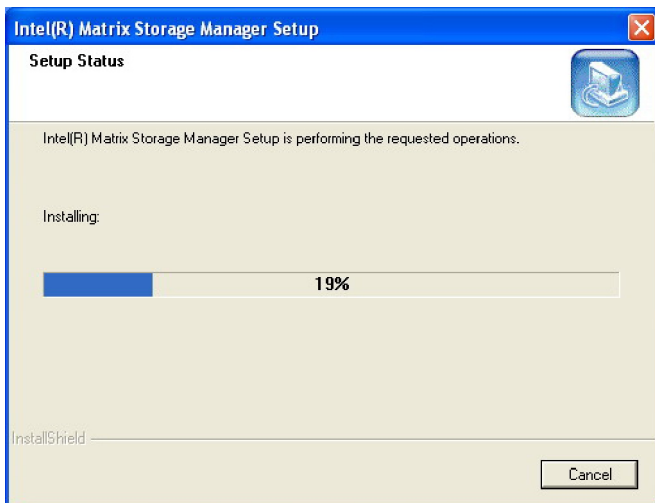 Intel(R) Matrix Storage Manager Setup
Setup Status
Intel(R) Matrix Storage Manager Setup is performing the requested operations.
Installing:
19%
InstallShield
Cancel